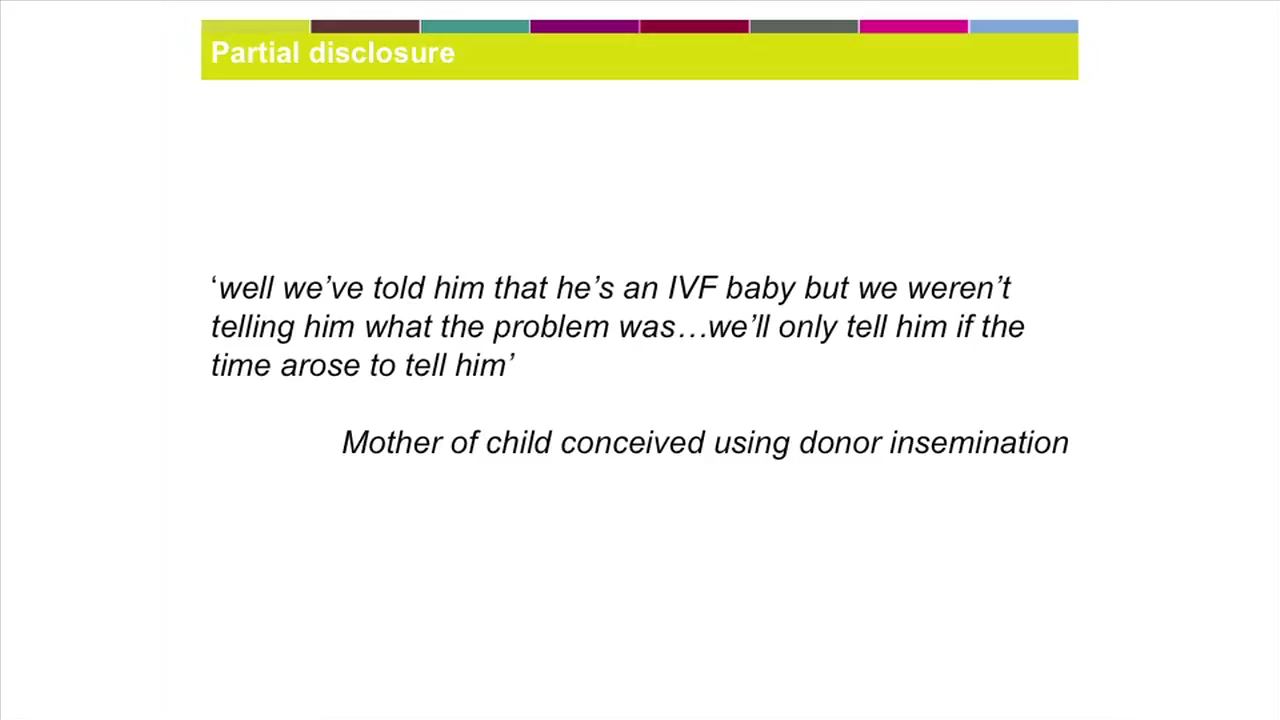 Partial disclosure
‘well we’ve told him that he’s an IVF baby but we weren’t
telling him what the problem was…we’ll only tell him if the
time arose to tell him’
Mother of child conceived using donor insemination